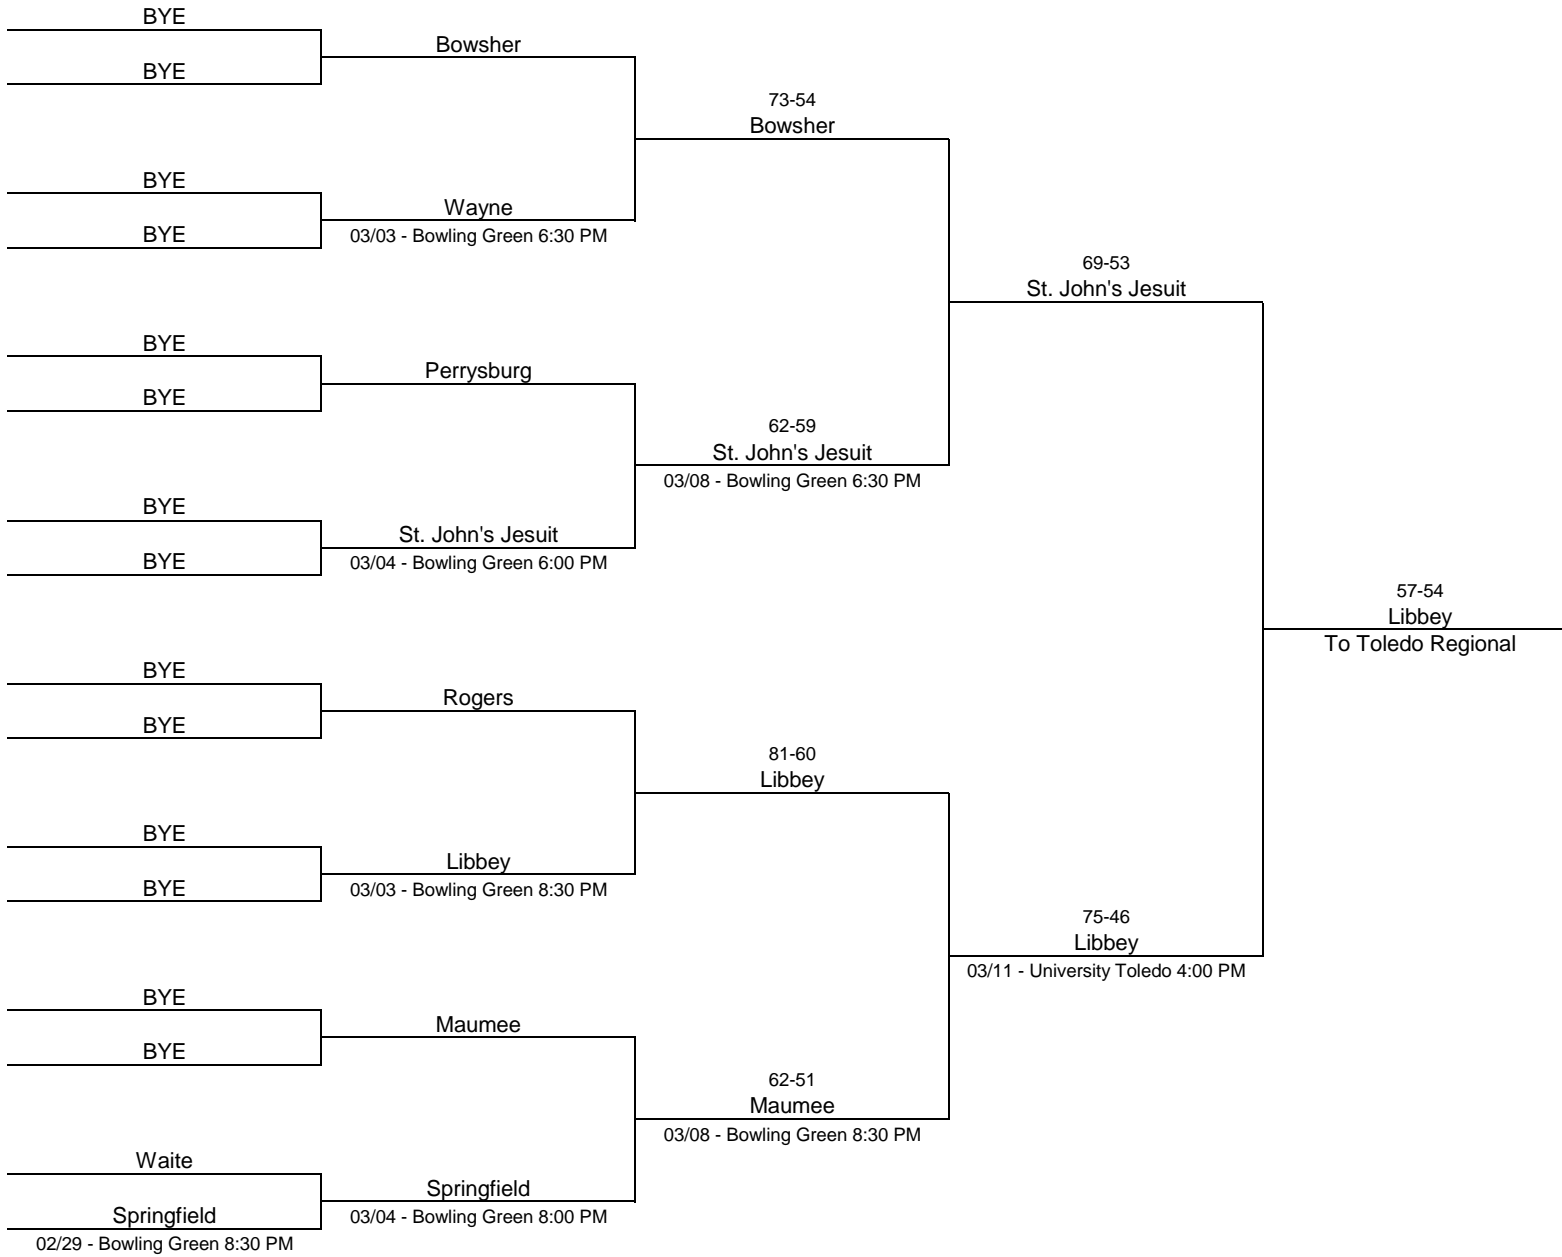 BYE
BYE
BYE
BYE
BYE
BYE
BYE
BYE
BYE
BYE
BYE
BYE
BYE
BYE
Waite
Springfield
02/29 - Bowling Green 8:30 PM
Bowsher
Wayne
03/03 - Bowling Green 6:30 PM
Perrysburg
St. John's Jesuit
03/04 - Bowling Green 6:00 PM
Rogers
Libbey
03/03 - Bowling Green 8:30 PM
Maumee
Springfield
03/04 - Bowling Green 8:00 PM
73-54
Bowsher
62-59
St. John's Jesuit
03/08 - Bowling Green 6:30 PM
81-60
Libbey
62-51
Maumee
03/08 - Bowling Green 8:30 PM
69-53
St. John's Jesuit
75-46
Libbey
03/11 - University Toledo 4:00 PM
57-54
Libbey
To Toledo Regional